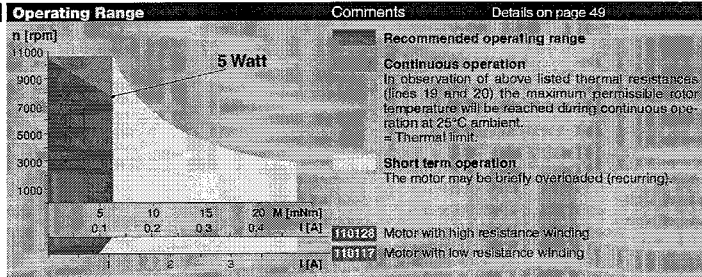 Operating Range Comments Details on page 49
n [rpm]
11000
9000
7000
5000
3000
1000
5 Watt
5 10 15 20 M [mNm]
0,1 0,2 0,3 0,4 I [A]
1 2 3 I [A]
Recommended operating range
Continuous operation
In observation of above listed thermal resistances
(lines 19 and 20) the maximum permissible rotor
temperature will be reached during continuous ope-
ration at 25°C ambient.
= Thermal limit.
Short term operation
The motor may be briefly overloaded (recurring).
110128 Motor with high resistance winding
110117 Motor with low resistance winding